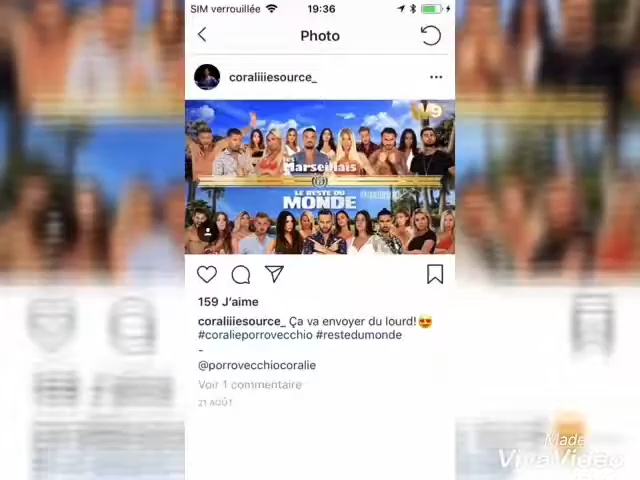 SIM verrouillée 19:36
Photo
coraliiiesource_
W9
les
Marseillais
LE RESTE DU
MONDE
159 J'aime
coraliiiesource_ Ça va envoyer du lourd!😍
#coralieporrovecchio #restedumonde
-
@porrovecchiocoralie
Voir 1 commentaire
21 AOÛT
Made
VivaVideo